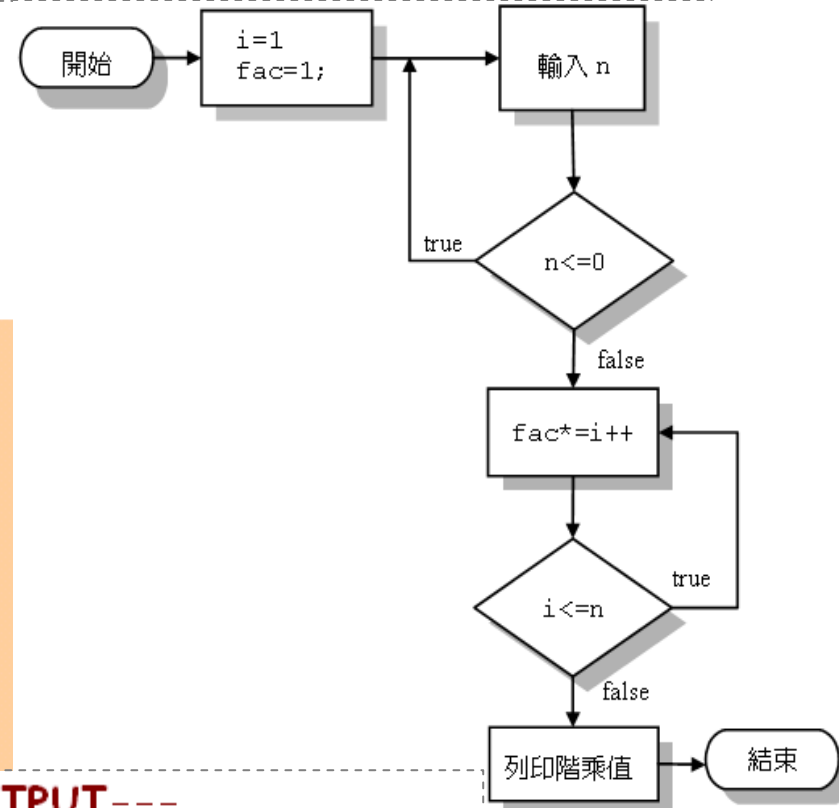 開始
i=1
fac=1;
輸入 n
true
n<=0
false
fac*=i++
true
i<=n
false
列印階乘值
結束
TPUT---